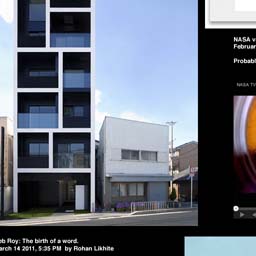 NASA v
Februar
Probabl
NASA TV
eb Roy: The birth of a word.
arch 14 2011, 5:35 PM by Rohan Likhite